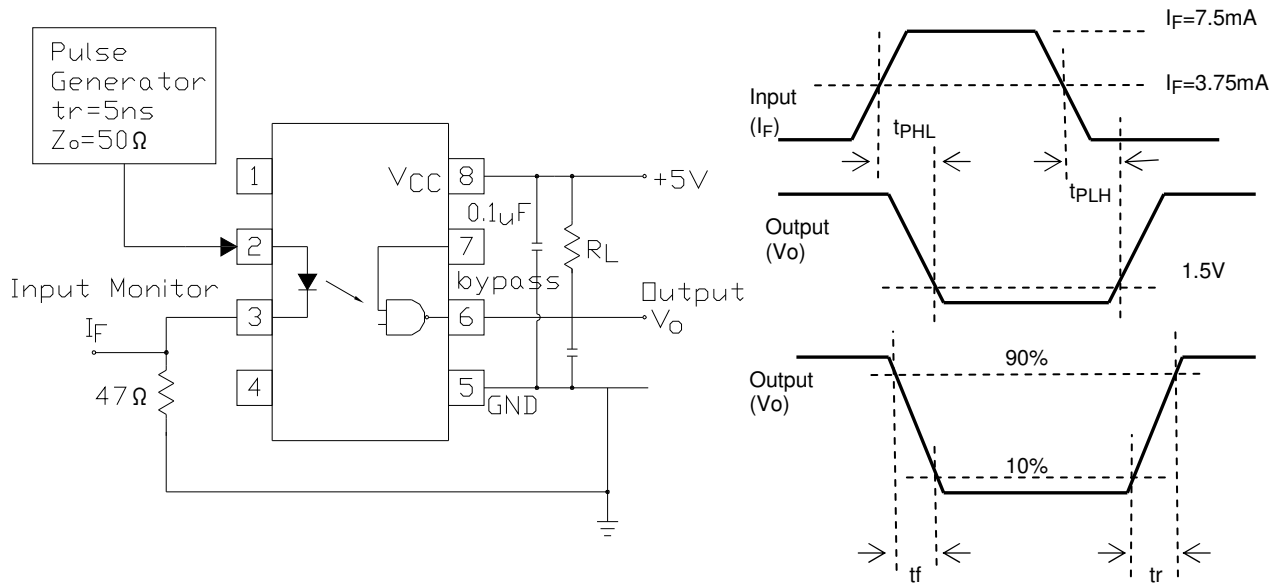 Pulse
Generator
tr=5ns
Zo=50Ω
1
2
3
4
VCC
8
7
6
5
GND
0.1uF
bypass
RL
+5V
Output
Vo
Input Monitor
IF
47Ω
IF=7.5mA
IF=3.75mA
Input
(IF)
tPHL
tPLH
Output
(Vo)
1.5V
Output
(Vo)
90%
10%
tf
tr